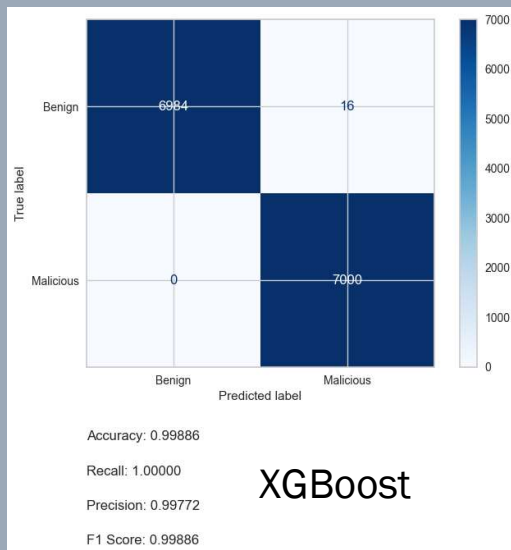 7000
6000
5000
4000
3000
2000
1000
0
True label
Benign
6984
16
Malicious
0
7000
Benign
Malicious
Predicted label
Accuracy: 0.99886
Recall: 1.00000
Precision: 0.99772
F1 Score: 0.99886
XGBoost